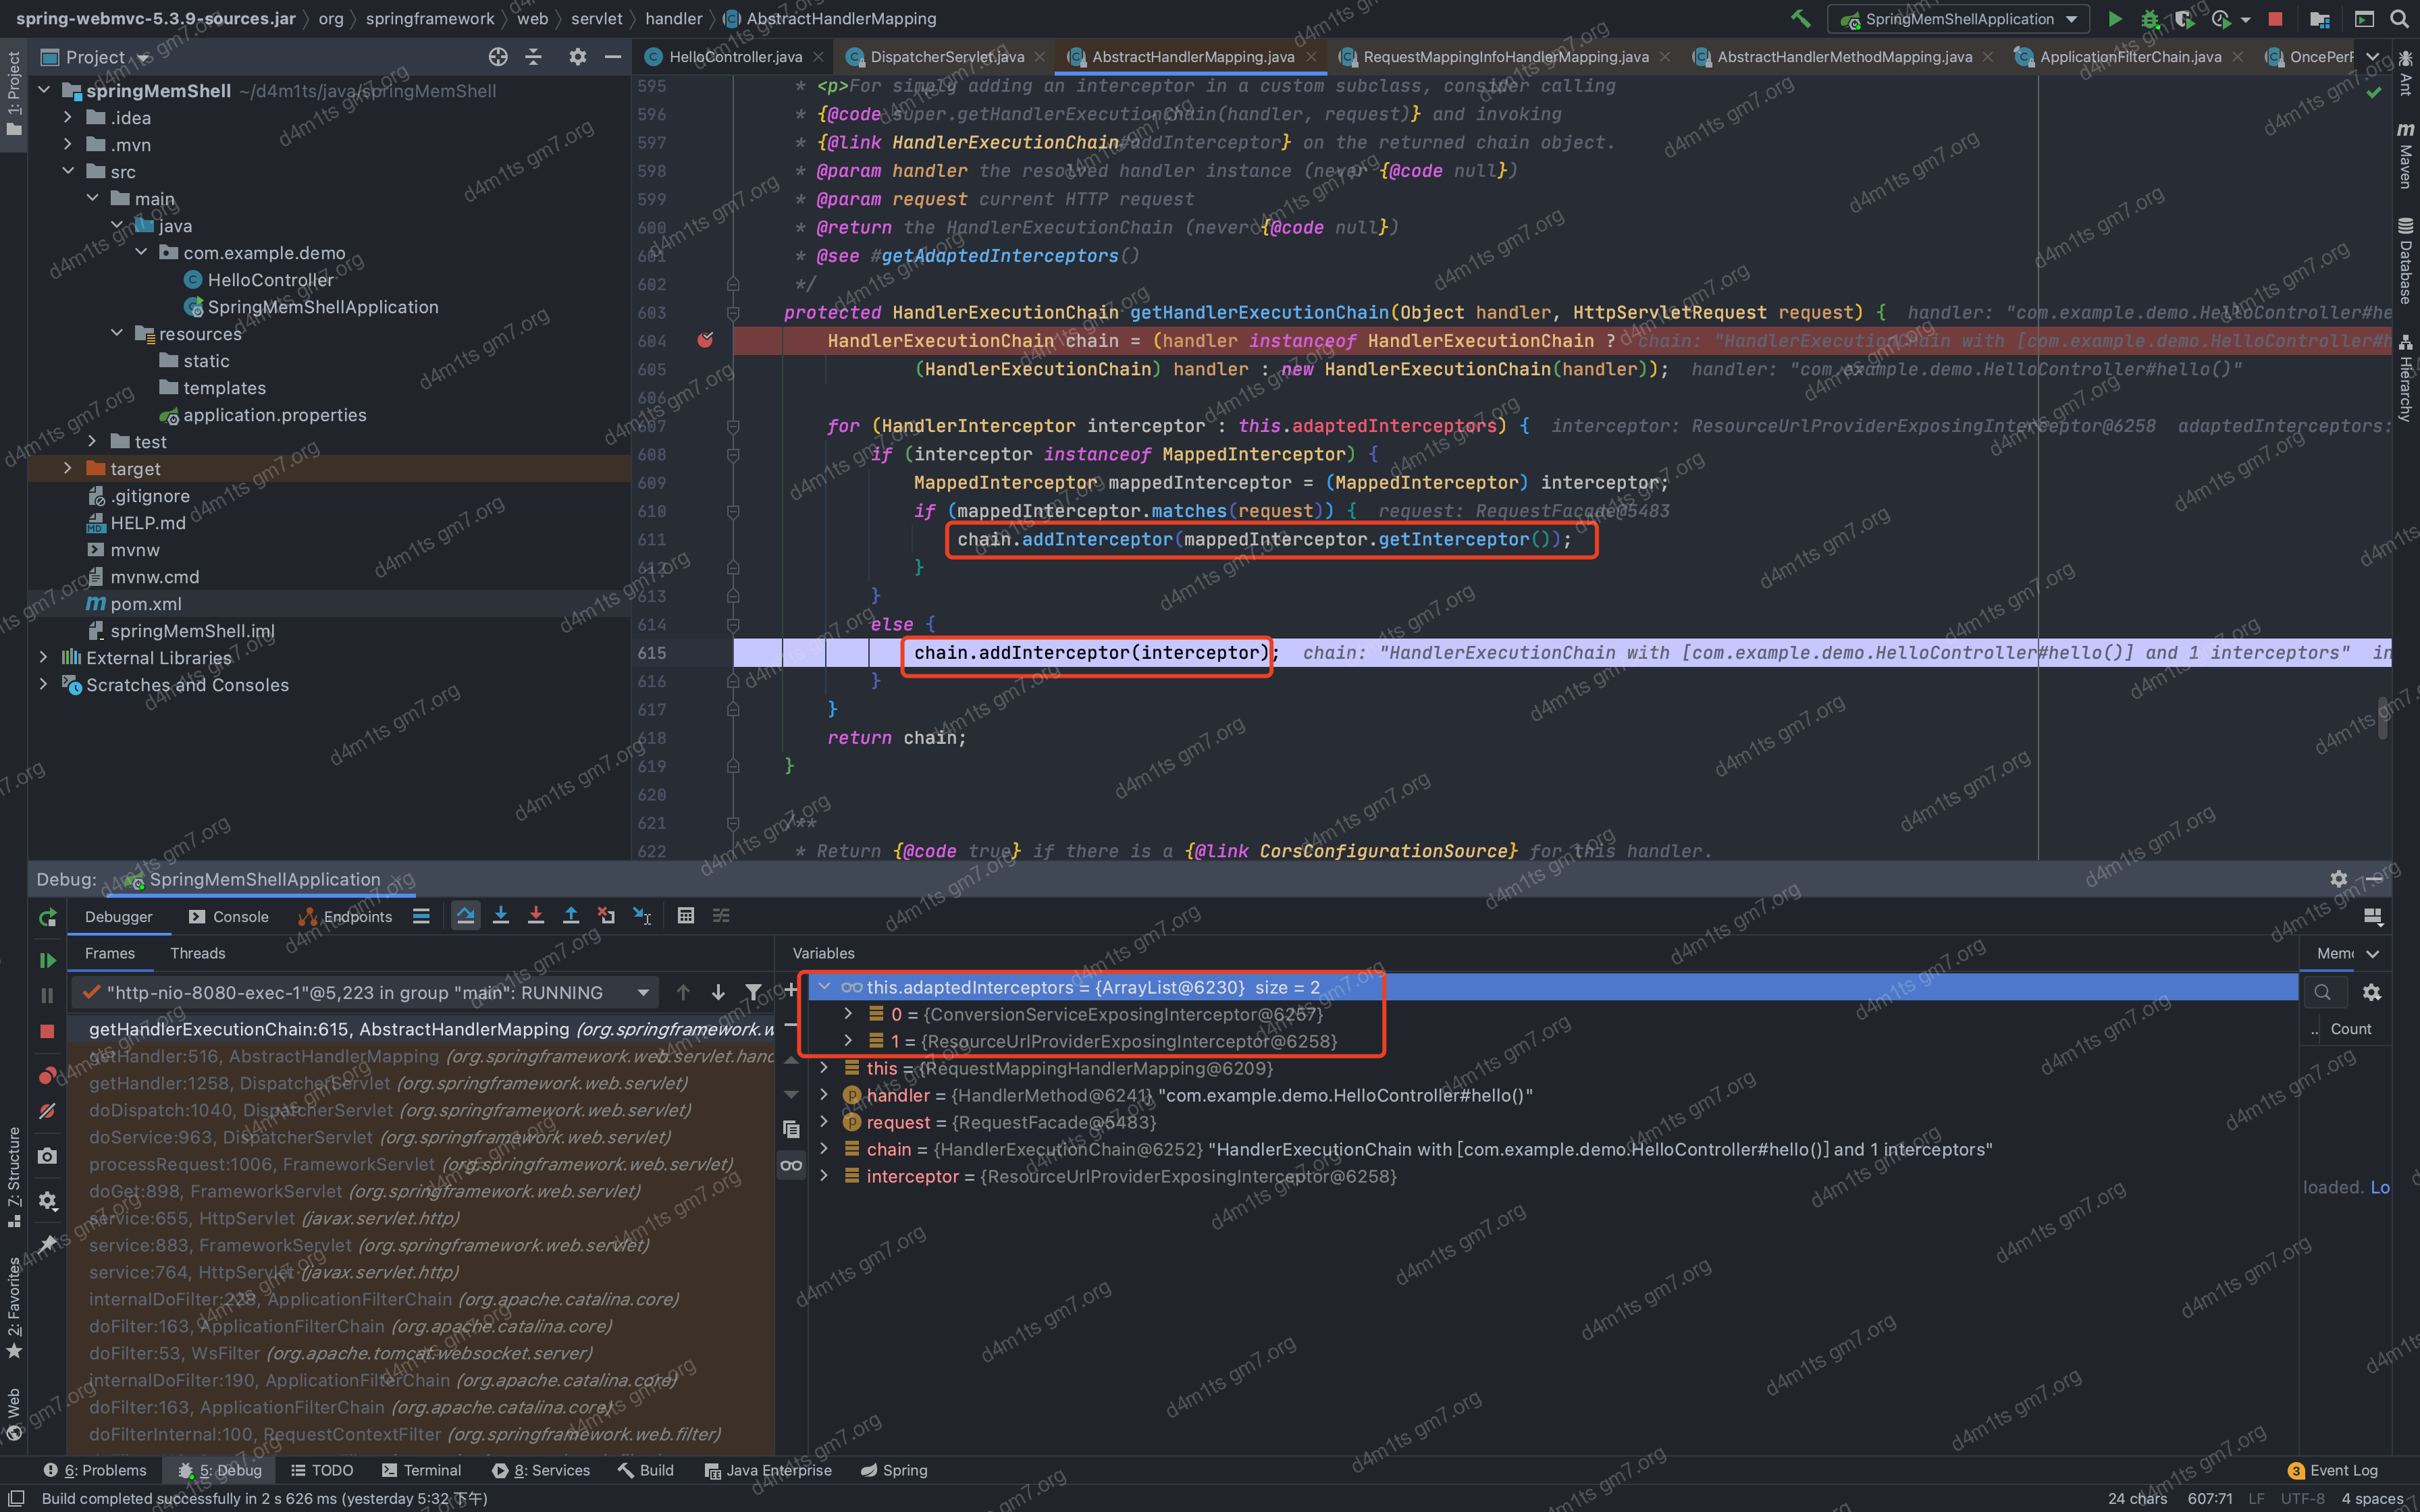 spring-webmvc-5.3.9-sources.jar org springframework web servlet handler AbstractHandlerMapping
SpringMemShellApplication
Project
HelloController.java DispatcherServlet.java AbstractHandlerMapping.java RequestMappingInfoHandlerMapping.java AbstractHandlerMethodMapping.java ApplicationFilterChain.java OncePerR
springMemShell ~/d4m1ts/java/springMemShell
.idea
.mvn
src
main
java
com.example.demo
HelloController
SpringMemShellApplication
resources
static
templates
application.properties
test
target
.gitignore
HELP.md
mvnw
mvnw.cmd
pom.xml
springMemShell.iml
External Libraries
Scratches and Consoles
595 * <p>For simply adding an interceptor in a custom subclass, consider calling
596 * {@code super.getHandlerExecutionChain(handler, request)} and invoking
597 * {@link HandlerExecutionChain#addInterceptor} on the returned chain object.
598 * @param handler the resolved handler instance (never {@code null})
599 * @param request current HTTP request
600 * @return the HandlerExecutionChain (never {@code null})
601 * @see #getAdaptedInterceptors()
602 */
603 protected HandlerExecutionChain getHandlerExecutionChain(Object handler, HttpServletRequest request) { handler: "com.example.demo.HelloController#he
604 HandlerExecutionChain chain = (handler instanceof HandlerExecutionChain ? chain: "HandlerExecutionChain with [com.example.demo.HelloController#h
605 (HandlerExecutionChain) handler : new HandlerExecutionChain(handler)); handler: "com.example.demo.HelloController#hello()"
606
607 for (HandlerInterceptor interceptor : this.adaptedInterceptors) { interceptor: ResourceUrlProviderExposingInterceptor@6258 adaptedInterceptors:
608 if (interceptor instanceof MappedInterceptor) {
609 MappedInterceptor mappedInterceptor = (MappedInterceptor) interceptor;
610 if (mappedInterceptor.matches(request)) { request: RequestFacade@5483
611 chain.addInterceptor(mappedInterceptor.getInterceptor());
612 }
613 }
614 else {
615 chain.addInterceptor(interceptor); chain: "HandlerExecutionChain with [com.example.demo.HelloController#hello()] and 1 interceptors" in
616 }
617 }
618 return chain;
619 }
620
621 /**
622 * Return {@code true} if there is a {@link CorsConfigurationSource} for this handler.
1: Project
Z: Structure
2: Favorites
Web
Ant
Maven
Database
Hierarchy
Debug: SpringMemShellApplication
Debugger Console Endpoints
Frames Threads
"http-nio-8080-exec-1"@5,223 in group "main": RUNNING
getHandlerExecutionChain:615, AbstractHandlerMapping (org.springframework.w
getHandler:516, AbstractHandlerMapping (org.springframework.web.servlet.hanc
getHandler:1258, DispatcherServlet (org.springframework.web.servlet)
doDispatch:1040, DispatcherServlet (org.springframework.web.servlet)
doService:963, DispatcherServlet (org.springframework.web.servlet)
processRequest:1006, FrameworkServlet (org.springframework.web.servlet)
doGet:898, FrameworkServlet (org.springframework.web.servlet)
service:655, HttpServlet (javax.servlet.http)
service:883, FrameworkServlet (org.springframework.web.servlet)
service:764, HttpServlet (javax.servlet.http)
internalDoFilter:228, ApplicationFilterChain (org.apache.catalina.core)
doFilter:163, ApplicationFilterChain (org.apache.catalina.core)
doFilter:53, WsFilter (org.apache.tomcat.websocket.server)
internalDoFilter:190, ApplicationFilterChain (org.apache.catalina.core)
doFilter:163, ApplicationFilterChain (org.apache.catalina.core)
doFilterInternal:100, RequestContextFilter (org.springframework.web.filter)
Variables
this.adaptedInterceptors = {ArrayList@6230} size = 2
0 = {ConversionServiceExposingInterceptor@6257}
1 = {ResourceUrlProviderExposingInterceptor@6258}
this = {RequestMappingHandlerMapping@6209}
handler = {HandlerMethod@6241} "com.example.demo.HelloController#hello()"
request = {RequestFacade@5483}
chain = {HandlerExecutionChain@6252} "HandlerExecutionChain with [com.example.demo.HelloController#hello()] and 1 interceptors"
interceptor = {ResourceUrlProviderExposingInterceptor@6258}
Mem
.. Count
loaded. Lo
6: Problems 5: Debug TODO Terminal 8: Services Build Java Enterprise Spring
3 Event Log
Build completed successfully in 2 s 626 ms (yesterday 5:32 下午)
24 chars 607:71 LF UTF-8 4 spaces
d4m1ts gm7.org